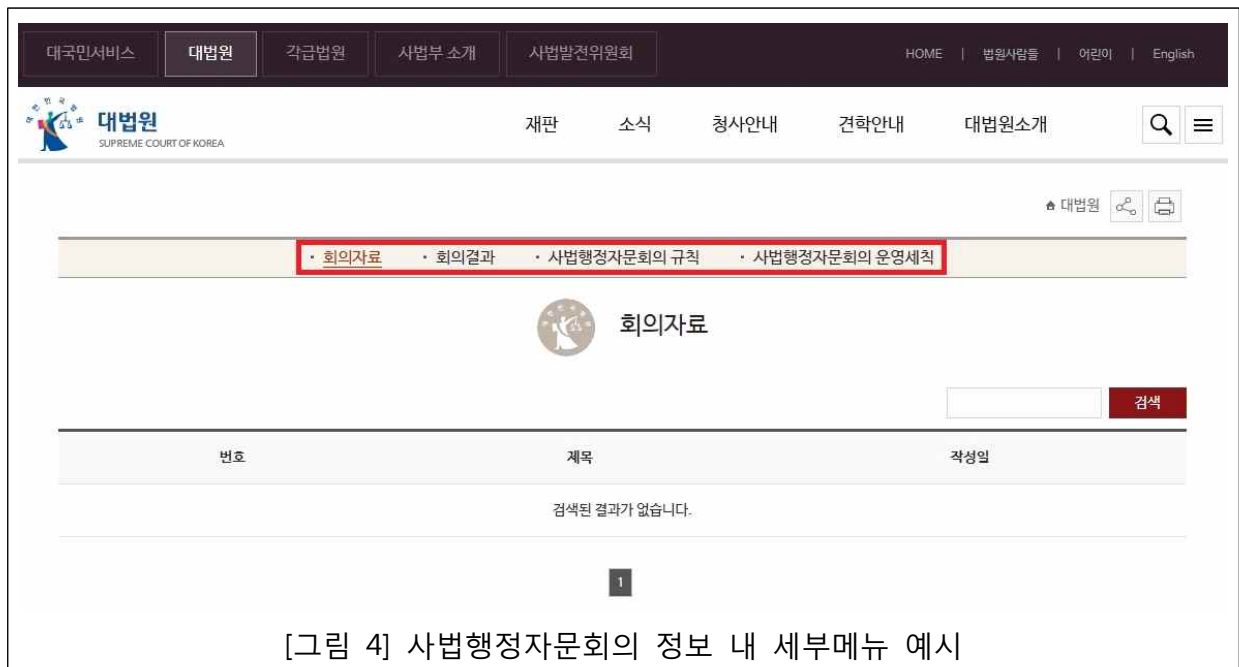 대국민서비스 대법원 각급법원 사법부 소개 사법발전위원회 HOME | 법원사람들 | 어린이 | English
대법원 재판 소식 청사안내 견학안내 대법원소개
SUPREME COURT OF KOREA
대법원
· 회의자료 · 회의결과 · 사법행정자문회의 규칙 · 사법행정자문회의 운영세칙
회의자료
검색
번호 제목 작성일
검색된 결과가 없습니다.
1
[그림 4] 사법행정자문회의 정보 내 세부메뉴 예시